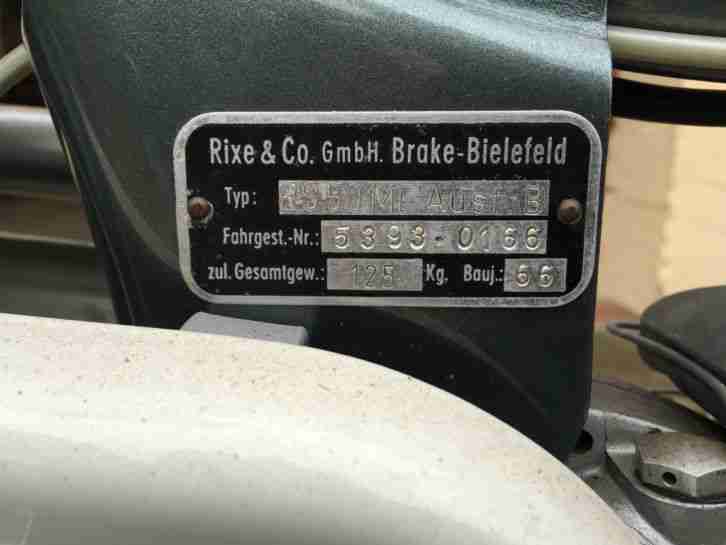 Rixe & Co. GmbH. Brake-Bielefeld
Typ: Ausf. B
Fahrgest.-Nr.: 5393-0166
zul. Gesamtgew.: 125 Kg. Bauj.: 66